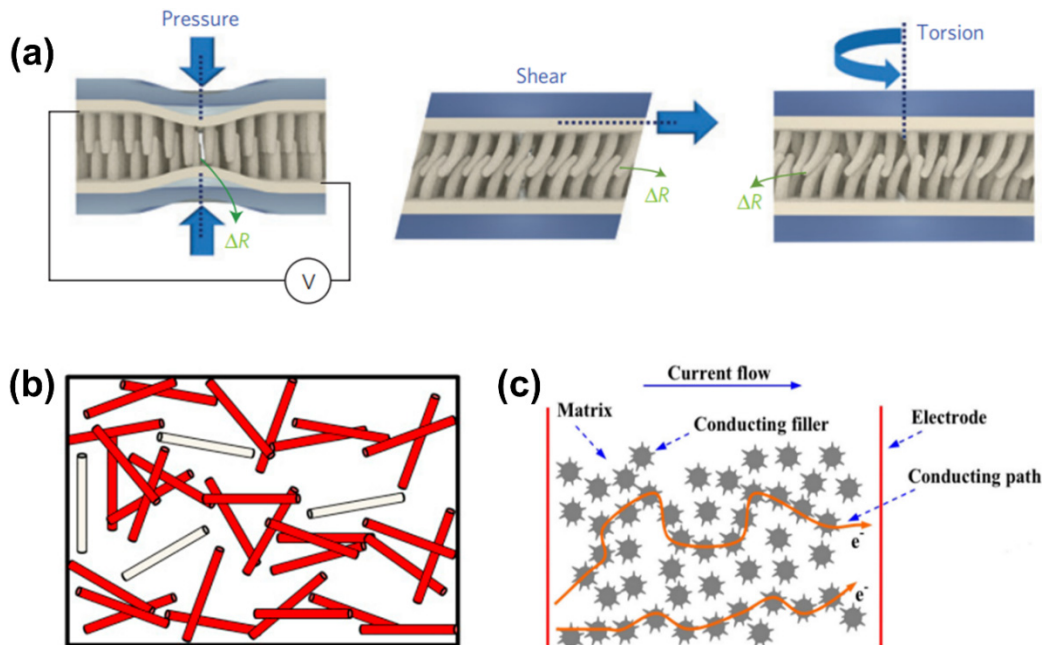 (a)
Pressure
ΔR
V
Shear
ΔR
Torsion
ΔR
(b)
(c)
Current flow
Matrix
Conducting filler
Electrode
Conducting path
e-
e-